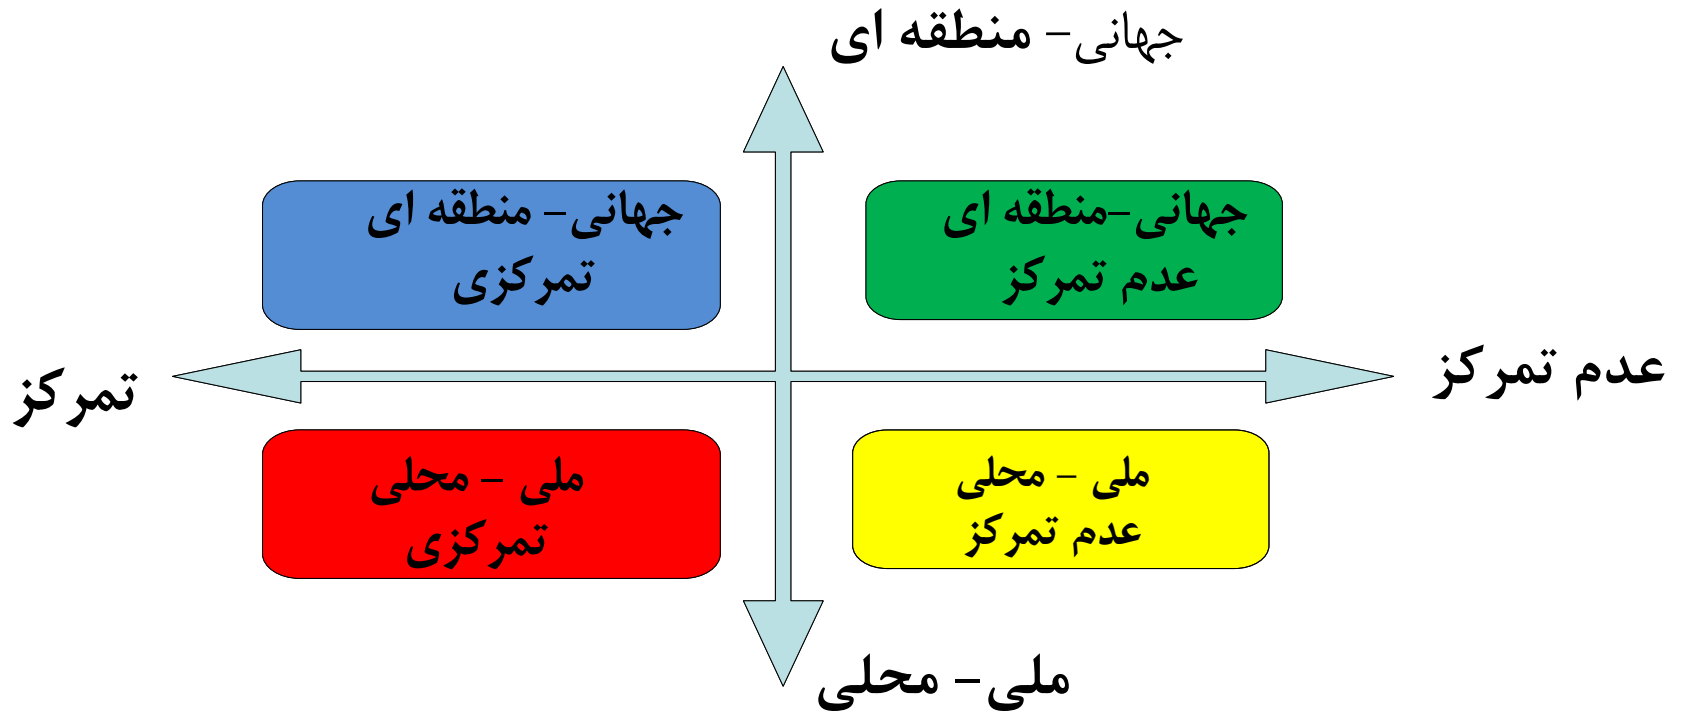 جهانی- منطقه ای
جهانی-منطقه ای
عدم تمرکز
جهانی- منطقه ای
تمرکزی
عدم تمرکز
تمرکز
ملی - محلی
عدم تمرکز
ملی - محلی
تمرکزی
ملی- محلی